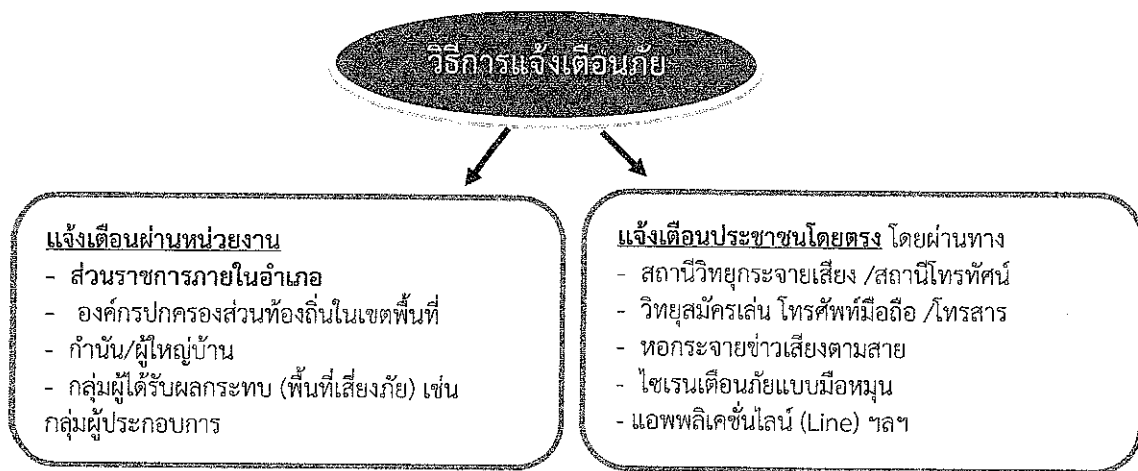 วิธีการแจ้งเตือนภัย
แจ้งเตือนผ่านหน่วยงาน
- ส่วนราชการภายในอำเภอ
- องค์กรปกครองส่วนท้องถิ่นในเขตพื้นที่
- กำนัน/ผู้ใหญ่บ้าน
- กลุ่มผู้ได้รับผลกระทบ (พื้นที่เสี่ยงภัย) เช่น
กลุ่มผู้ประกอบการ
แจ้งเตือนประชาชนโดยตรง โดยผ่านทาง
- สถานีวิทยุกระจายเสียง /สถานีโทรทัศน์
- วิทยุสมัครเล่น โทรศัพท์มือถือ /โทรสาร
- หอกระจายข่าวเสียงตามสาย
- ไซเรนเตือนภัยแบบมือหมุน
- แอพพลิเคชั่นไลน์ (Line) ฯลฯ